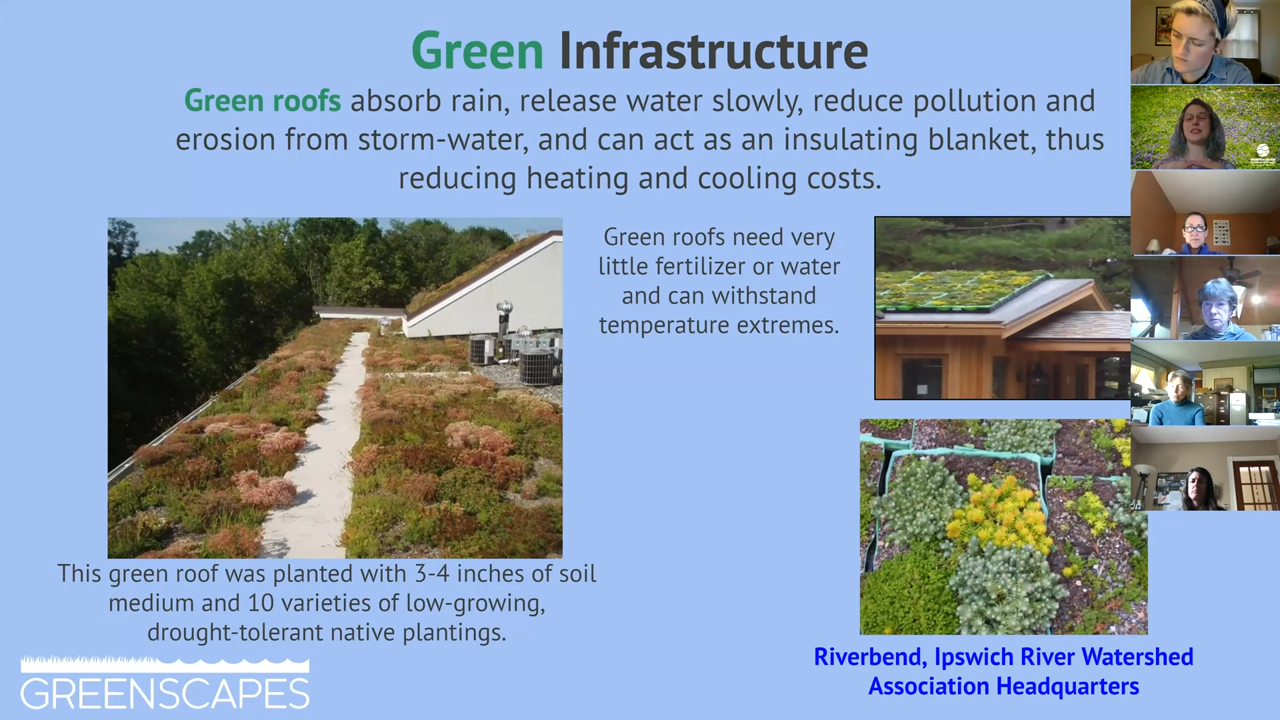 Green Infrastructure
Green roofs absorb rain, release water slowly, reduce pollution and
erosion from storm-water, and can act as an insulating blanket, thus
reducing heating and cooling costs.
Green roofs need very
little fertilizer or water
and can withstand
temperature extremes.
This green roof was planted with 3-4 inches of soil
medium and 10 varieties of low-growing,
drought-tolerant native plantings.
Riverbend, Ipswich River Watershed
Association Headquarters
GREENSCAPES